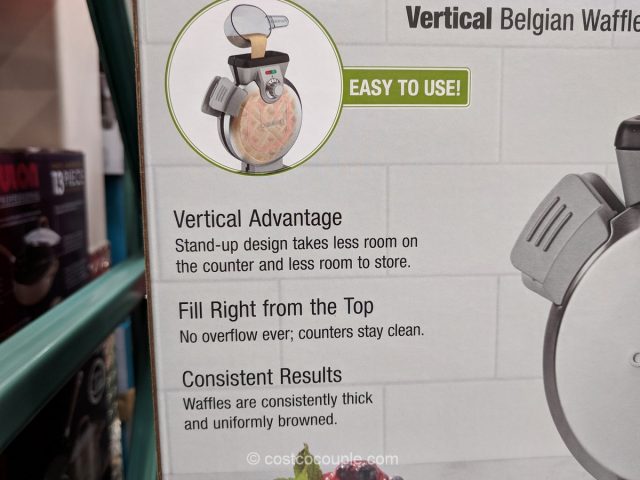 Vertical Belgian Waffle
EASY TO USE!
Vertical Advantage
Stand-up design takes less room on
the counter and less room to store.
Fill Right from the Top
No overflow ever; counters stay clean.
Consistent Results
Waffles are consistently thick
and uniformly browned.
13 PIECE
© costcocouple.com